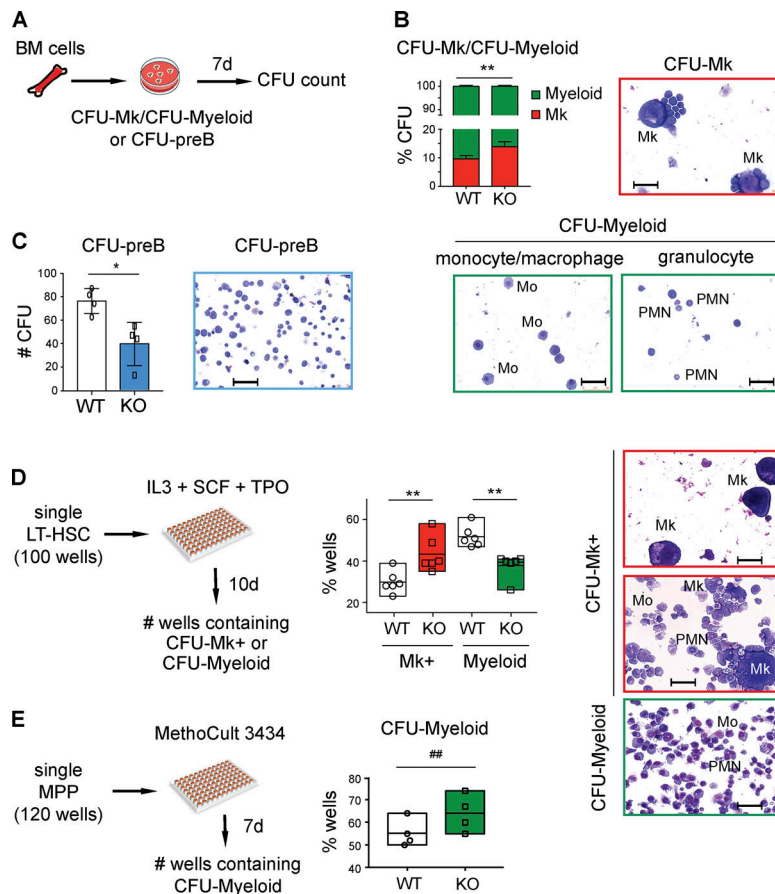 A
BM cells
7d
CFU count
CFU-Mk/CFU-Myeloid
or CFU-preB
B
CFU-Mk/CFU-Myeloid
**
Myeloid
Mk
% CFU
100
90
20
10
0
WT KO
CFU-Mk
Mk
Mk
CFU-Myeloid
monocyte/macrophage
granulocyte
Mo
Mo
Mo
PMN
PMN
PMN
C
CFU-preB
*
# CFU
100
80
60
40
20
0
WT KO
CFU-preB
D
IL3 + SCF + TPO
single
LT-HSC
(100 wells)
10d
# wells containing
CFU-Mk+ or
CFU-Myeloid
% wells
60
40
20
** **
WT KO WT KO
Mk+ Myeloid
CFU-Mk+
Mk
Mk
Mo
Mk
PMN
Mk
CFU-Myeloid
Mo
PMN
E
MethoCult 3434
single
MPP
(120 wells)
7d
# wells containing
CFU-Myeloid
CFU-Myeloid
##
% wells
80
70
60
50
40
WT KO